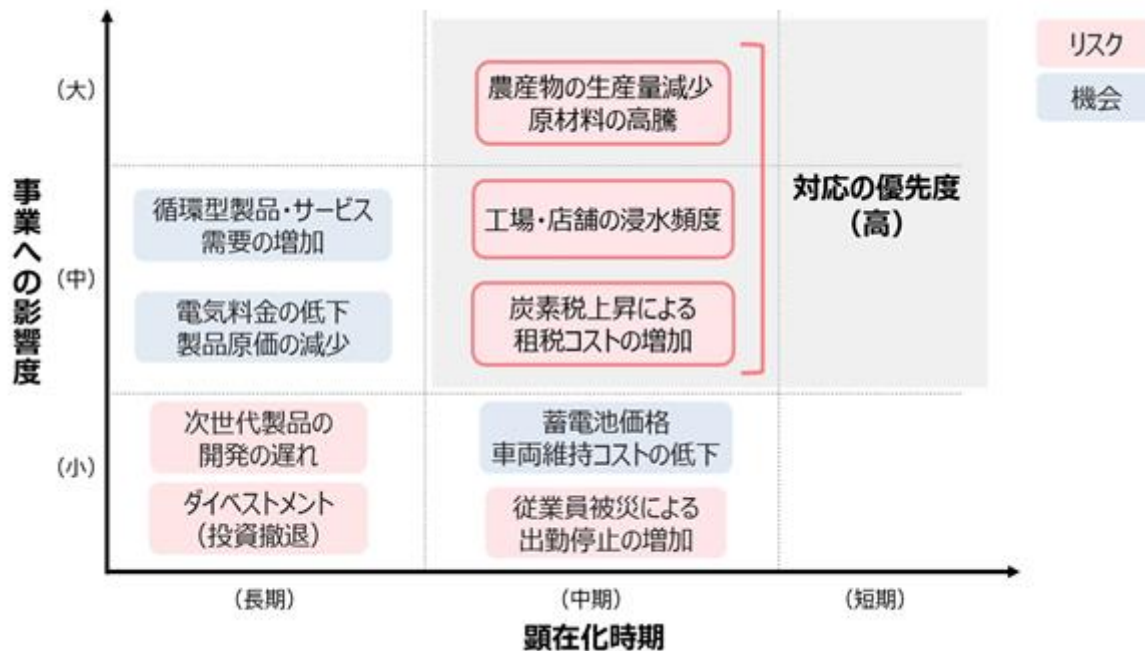 リスク
機会
事業への影響度
（大）
（中）
（小）
農産物の生産量減少
原材料の高騰
循環型製品・サービス
需要の増加
工場・店舗の浸水頻度
対応の優先度
（高）
電気料金の低下
製品原価の減少
炭素税上昇による
租税コストの増加
次世代製品の
開発の遅れ
蓄電池価格
車両維持コストの低下
ダイベストメント
（投資撤退）
従業員被災による
出勤停止の増加
（長期）
（中期）
（短期）
顕在化時期